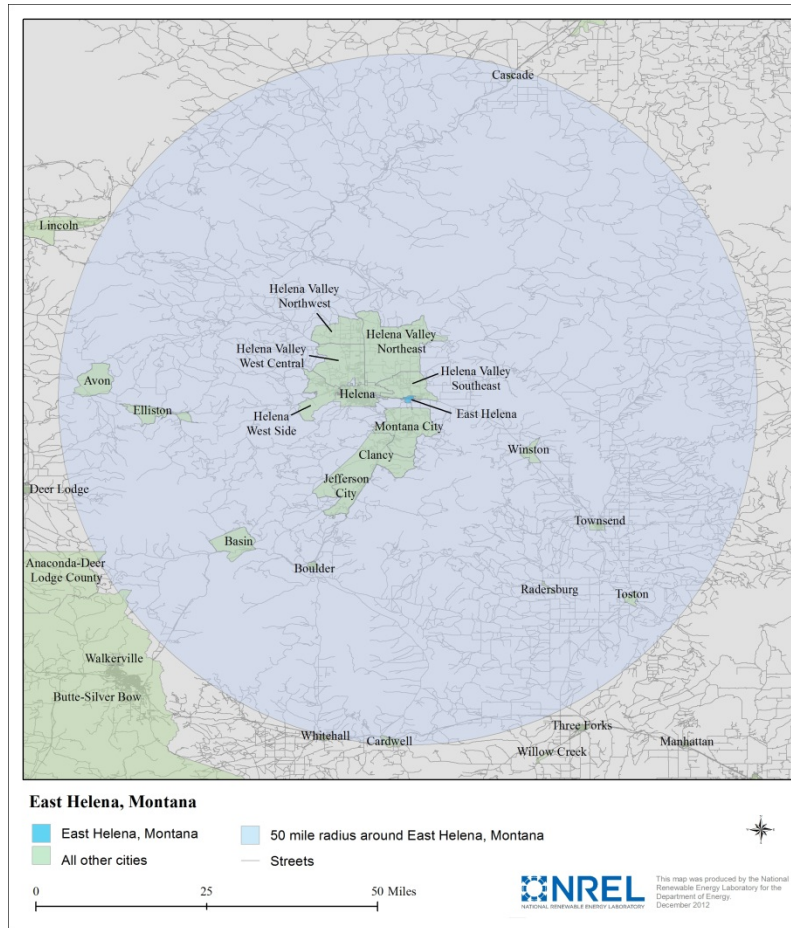 Cascade
Lincoln
Helena Valley
Northwest
Helena Valley
Northeast
Helena Valley
West Central
Helena Valley
Southeast
Avon
Helena
Elliston
Helena
West Side
East Helena
Montana City
Winston
Clancy
Jefferson
City
Deer Lodge
Townsend
Basin
Anaconda-Deer
Lodge County
Boulder
Radersburg
Toston
Walkerville
Butte-Silver Bow
Three Forks
Whitehall
Cardwell
Manhattan
Willow Creek
East Helena, Montana
East Helena, Montana
50 mile radius around East Helena, Montana
All other cities
Streets
0 25 50 Miles
NREL
NATIONAL RENEWABLE ENERGY LABORATORY
This map was produced by the National
Renewable Energy Laboratory for the
Department of Energy.
December 2012